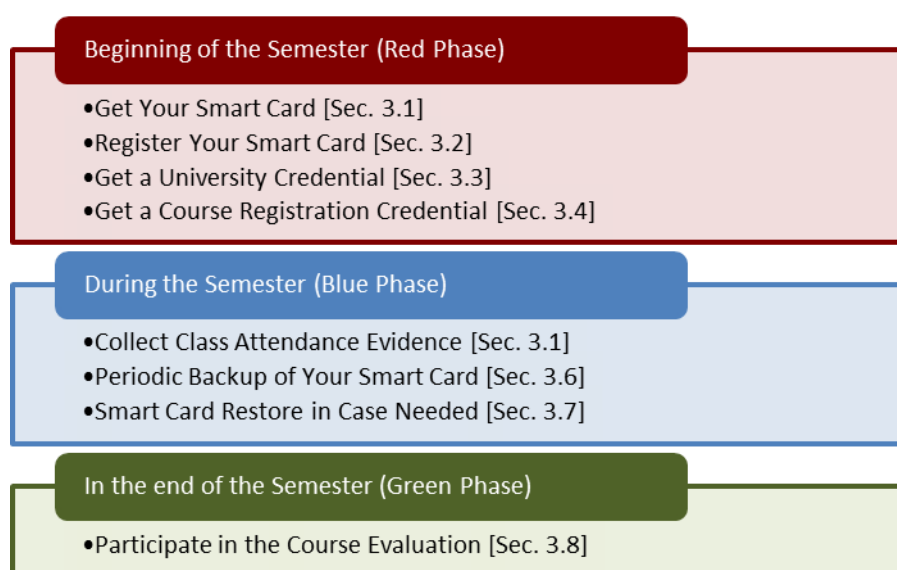 Beginning of the Semester (Red Phase)
•Get Your Smart Card [Sec. 3.1]
•Register Your Smart Card [Sec. 3.2]
•Get a University Credential [Sec. 3.3]
•Get a Course Registration Credential [Sec. 3.4]
During the Semester (Blue Phase)
•Collect Class Attendance Evidence [Sec. 3.1]
•Periodic Backup of Your Smart Card [Sec. 3.6]
•Smart Card Restore in Case Needed [Sec. 3.7]
In the end of the Semester (Green Phase)
•Participate in the Course Evaluation [Sec. 3.8]